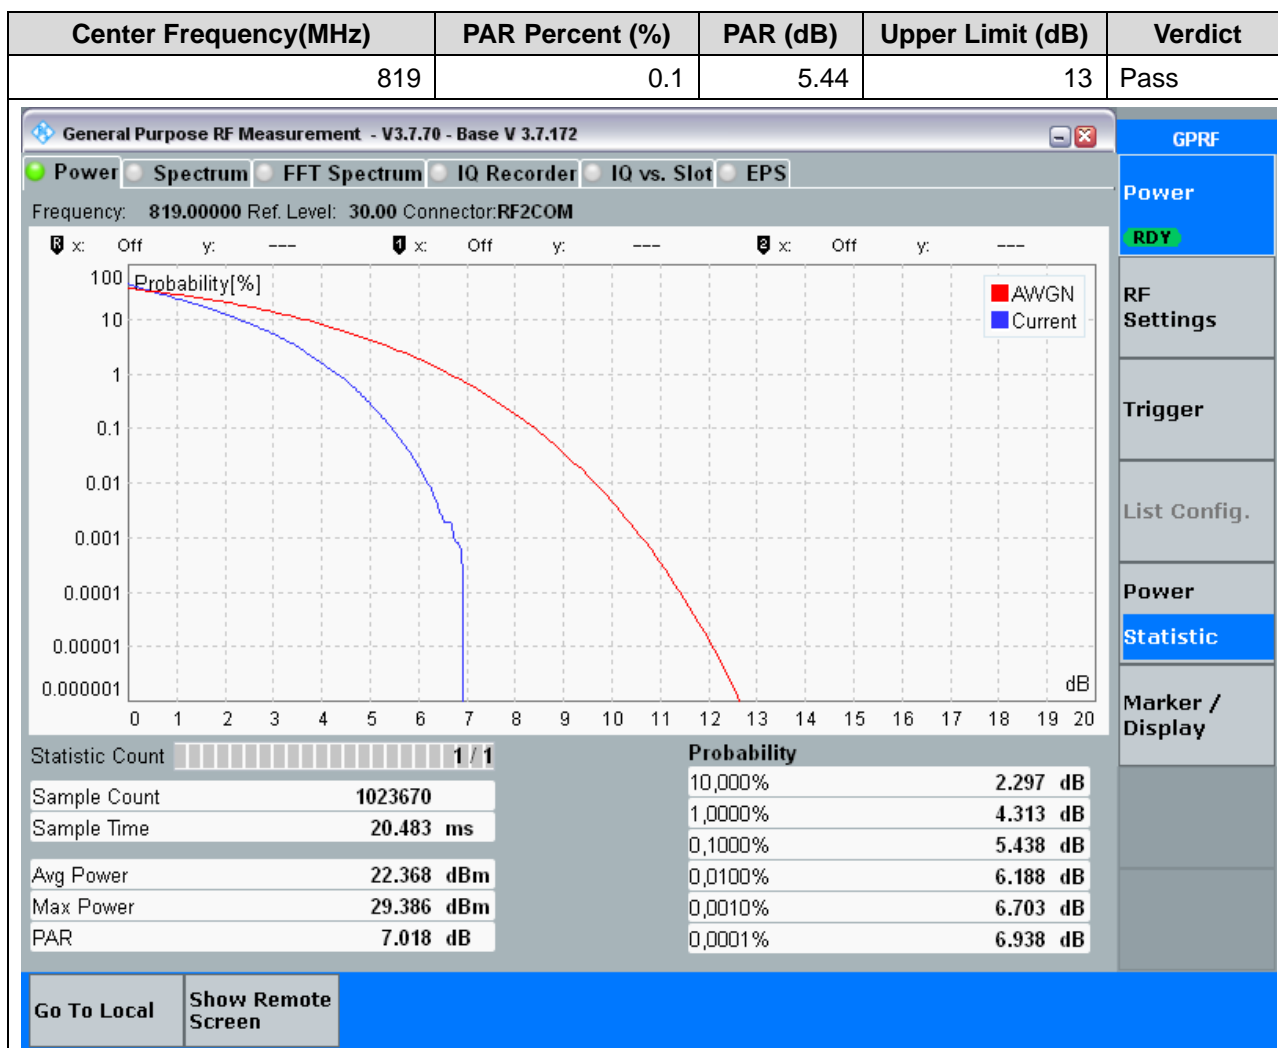 Center Frequency(MHz) PAR Percent (%) PAR (dB) Upper Limit (dB) Verdict
819 0.1 5.44 13 Pass
General Purpose RF Measurement - V3.7.70 - Base V 3.7.172
GPRF
Power Spectrum FFT Spectrum IQ Recorder IQ vs. Slot EPS
Frequency: 819.00000 Ref. Level: 30.00 Connector:RF2COM
R x: Off y: --- 1 x: Off y: --- 2 x: Off y: ---
Probability[%]
AWGN
Current
100
10
1
0.1
0.01
0.001
0.0001
0.00001
0.000001
dB
0 1 2 3 4 5 6 7 8 9 10 11 12 13 14 15 16 17 18 19 20
Statistic Count 1 / 1
Sample Count 1023670
Sample Time 20.483 ms
Avg Power 22.368 dBm
Max Power 29.386 dBm
PAR 7.018 dB
Probability
10,000% 2.297 dB
1,0000% 4.313 dB
0,1000% 5.438 dB
0,0100% 6.188 dB
0,0010% 6.703 dB
0,0001% 6.938 dB
Power
RDY
RF
Settings
Trigger
List Config.
Power
Statistic
Marker /
Display
Go To Local
Show Remote
Screen